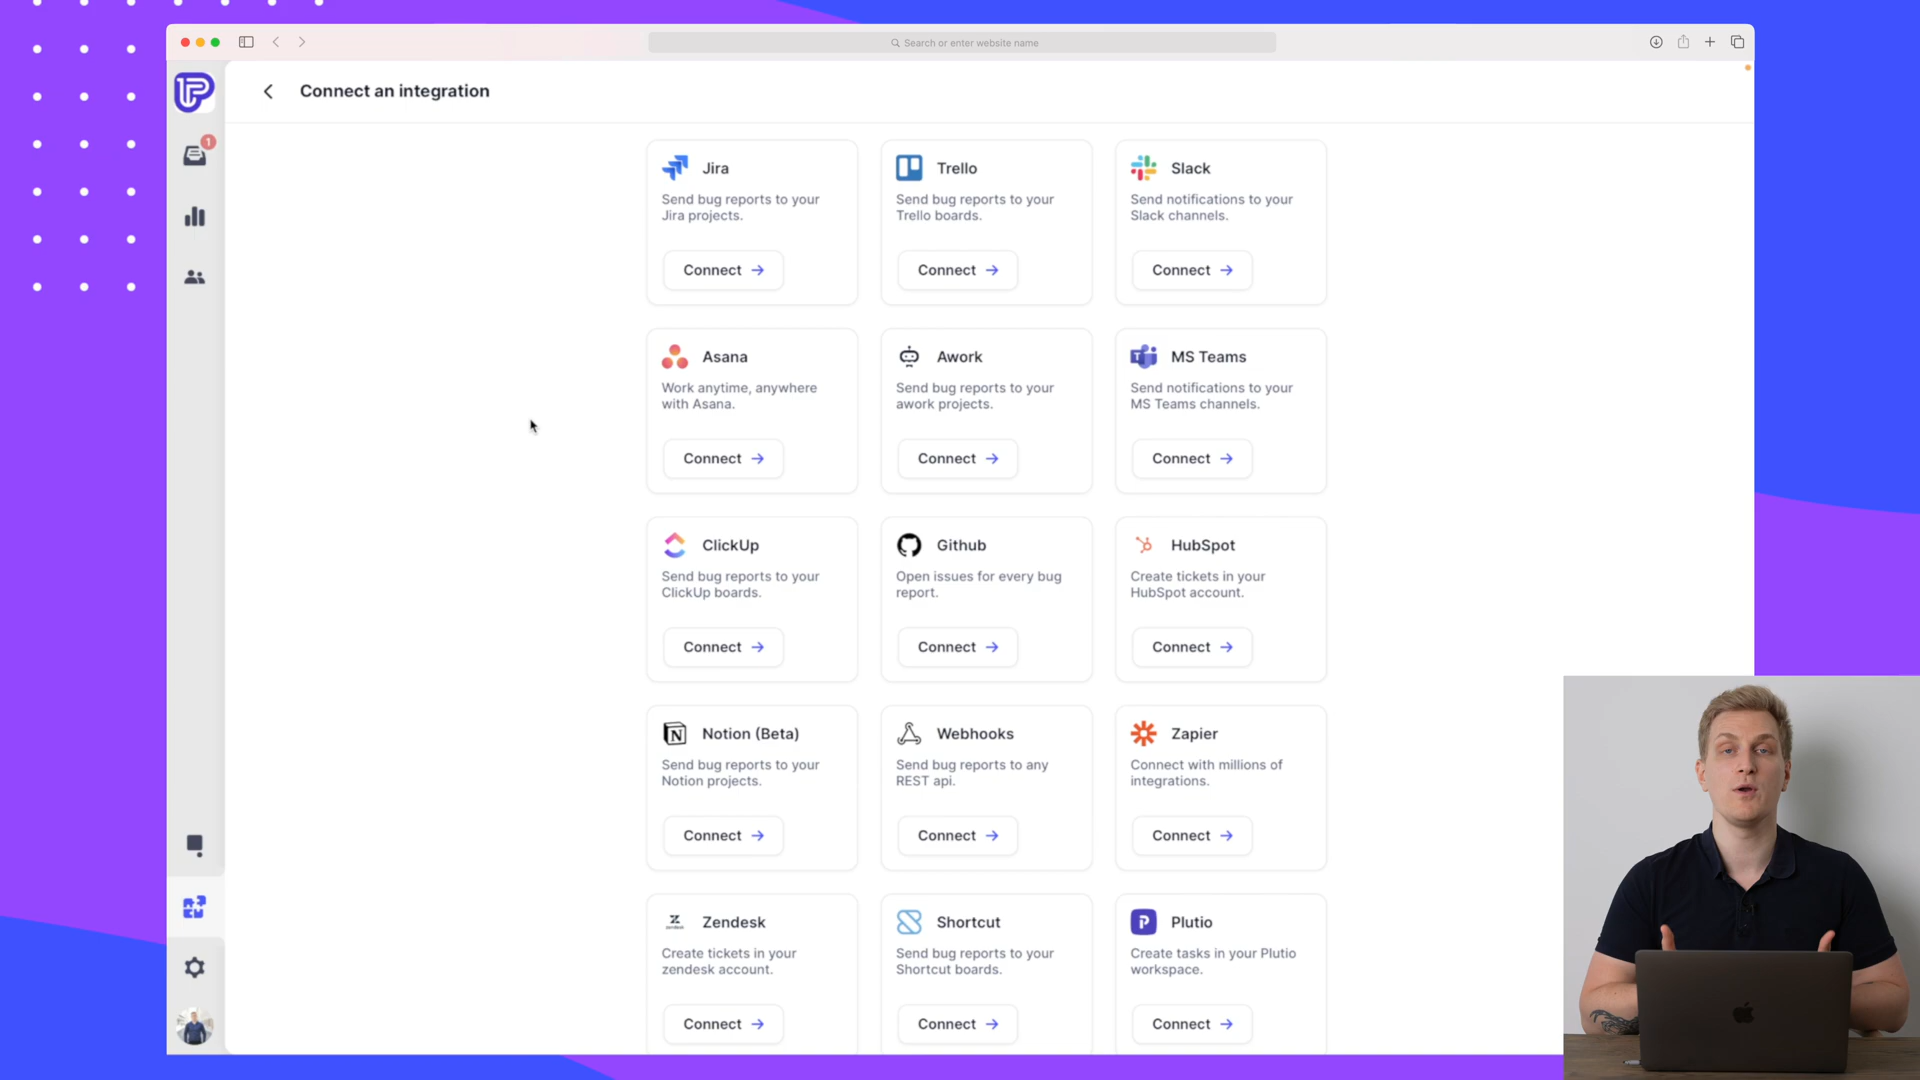 Search or enter website name
Connect an integration
1
Jira
Send bug reports to your
Jira projects.
Connect
Trello
Send bug reports to your
Trello boards.
Connect
Slack
Send notifications to your
Slack channels.
Connect
Asana
Work anytime, anywhere
with Asana.
Connect
Awork
Send bug reports to your
awork projects.
Connect
MS Teams
Send notifications to your
MS Teams channels.
Connect
ClickUp
Send bug reports to your
ClickUp boards.
Connect
Github
Open issues for every bug
report.
Connect
HubSpot
Create tickets in your
HubSpot account.
Connect
Notion (Beta)
Send bug reports to your
Notion projects.
Connect
Webhooks
Send bug reports to any
REST api.
Connect
Zapier
Connect with millions of
integrations.
Connect
Zendesk
Create tickets in your
zendesk account.
Connect
Shortcut
Send bug reports to your
Shortcut boards.
Connect
Plutio
Create tasks in your Plutio
workspace.
Connect